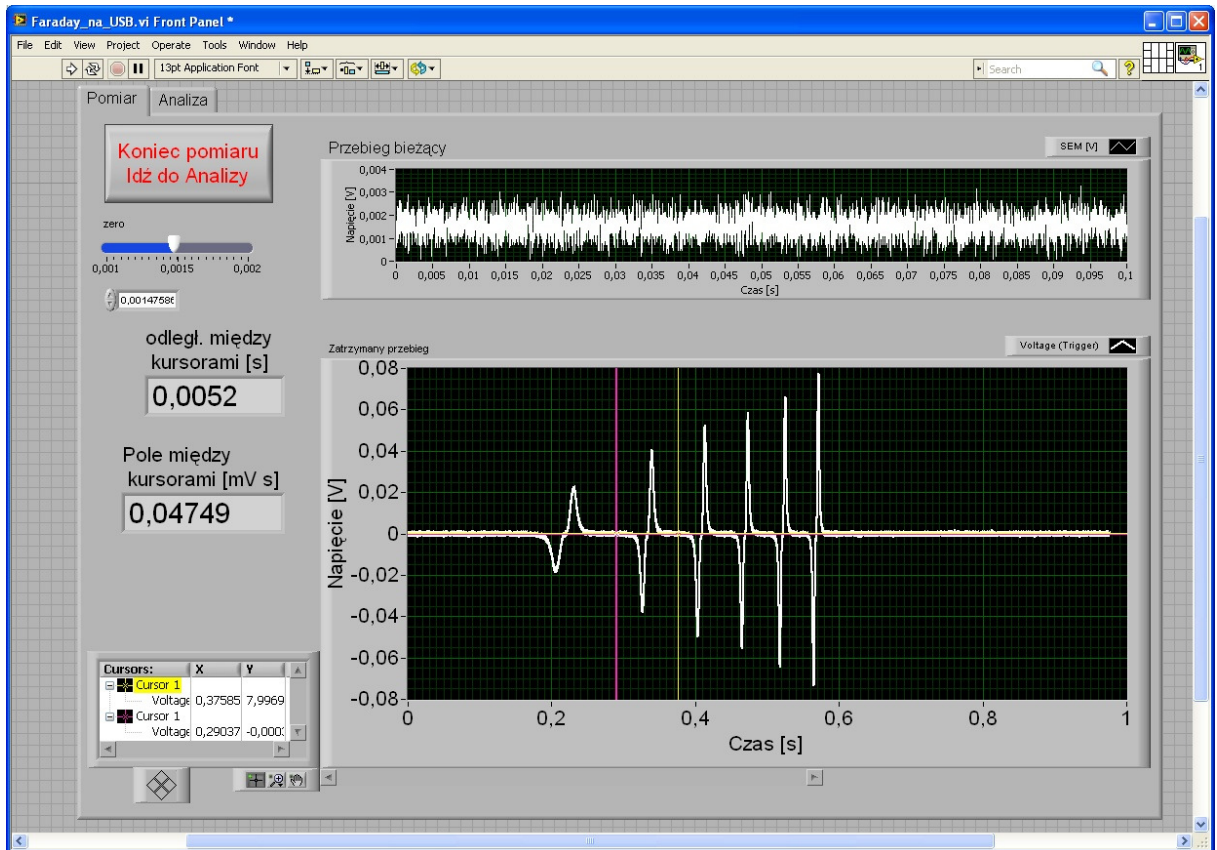 Faraday_na_USB.vi Front Panel *
File Edit View Project Operate Tools Window Help
13pt Application Font
Search
1
Pomiar Analiza
Koniec pomiaru
Idź do Analizy
zero
0,001 0,0015 0,002
0,00147586
odległ. między
kursorami [s]
0,0052
Pole między
kursorami [mV s]
0,04749
Przebieg bieżący
SEM [V]
Napięcie [V]
0,004
0,003
0,002
0,001
0
0 0,005 0,01 0,015 0,02 0,025 0,03 0,035 0,04 0,045 0,05 0,055 0,06 0,065 0,07 0,075 0,08 0,085 0,09 0,095 0,1
Czas [s]
Zatrzymany przebieg
Voltage (Trigger)
Napięcie [V]
0,08
0,06
0,04
0,02
0
-0,02
-0,04
-0,06
-0,08
0 0,2 0,4 0,6 0,8 1
Czas [s]
Cursors: X Y
Cursor 1
Voltage 0,37585 7,9969
Cursor 1
Voltage 0,29037 -0,000